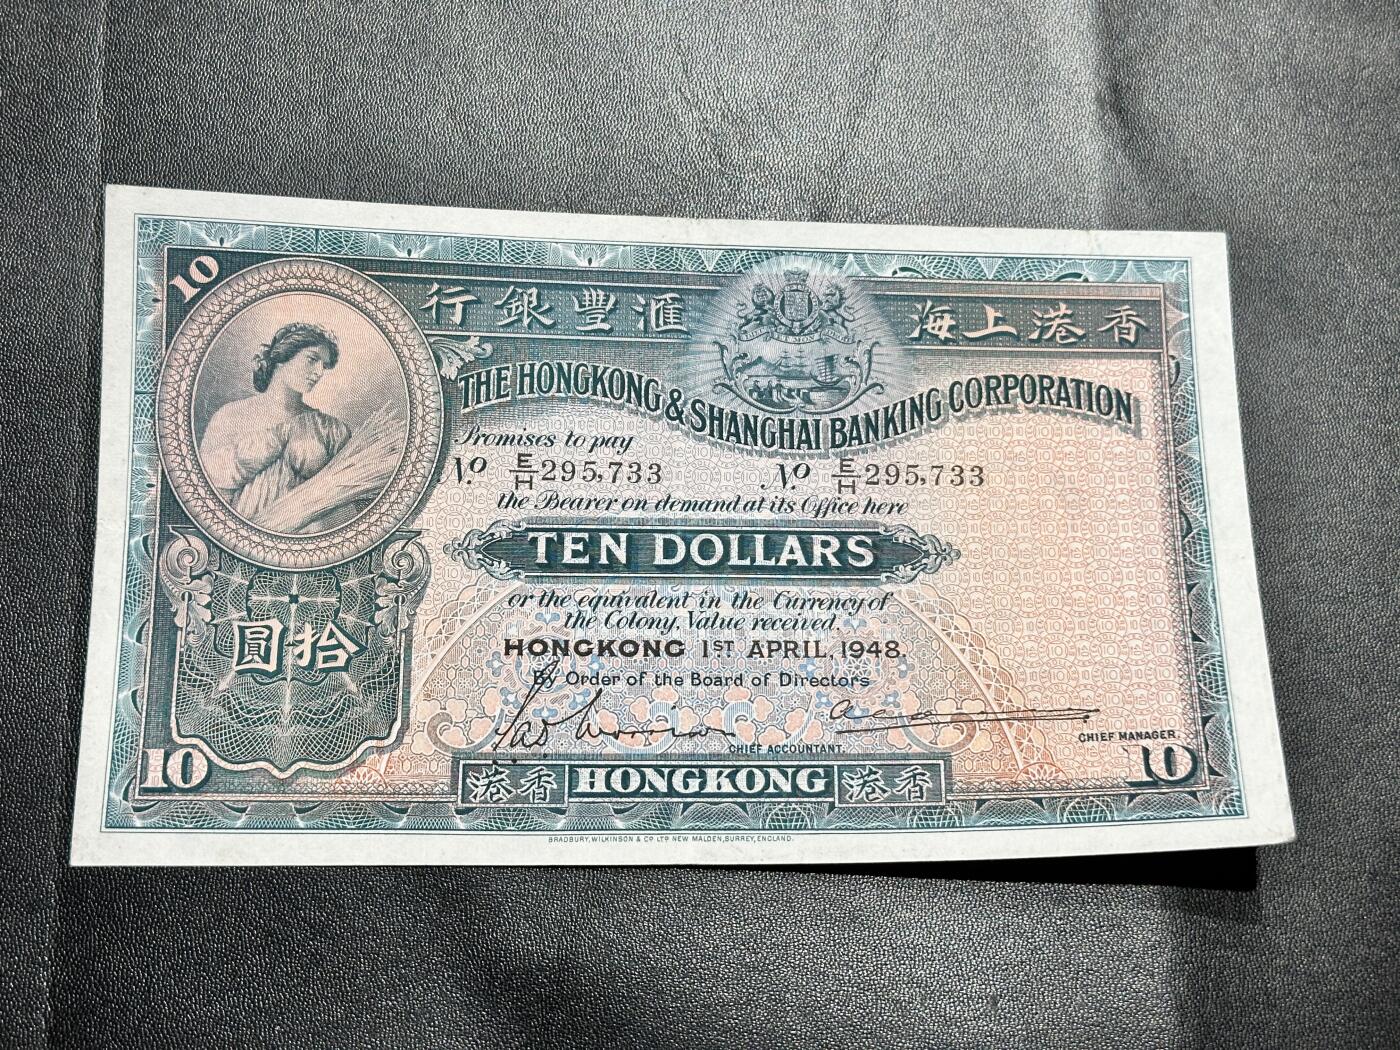 10
行銀豐滙 海上港香
THE HONGKONG & SHANGHAI BANKING CORPORATION
Promises to pay
No. E/H 295,733 No. E/H 295,733
the Bearer on demand at its Office here
TEN DOLLARS
or the equivalent in the Currency of
the Colony, Value received.
圓拾
HONGKONG 1ST APRIL, 1948.
By Order of the Board of Directors
CHIEF ACCOUNTANT.
CHIEF MANAGER.
10 10
港香 HONGKONG 港香
BRADBURY, WILKINSON & Co LTD NEW MALDEN, SURREY, ENGLAND.